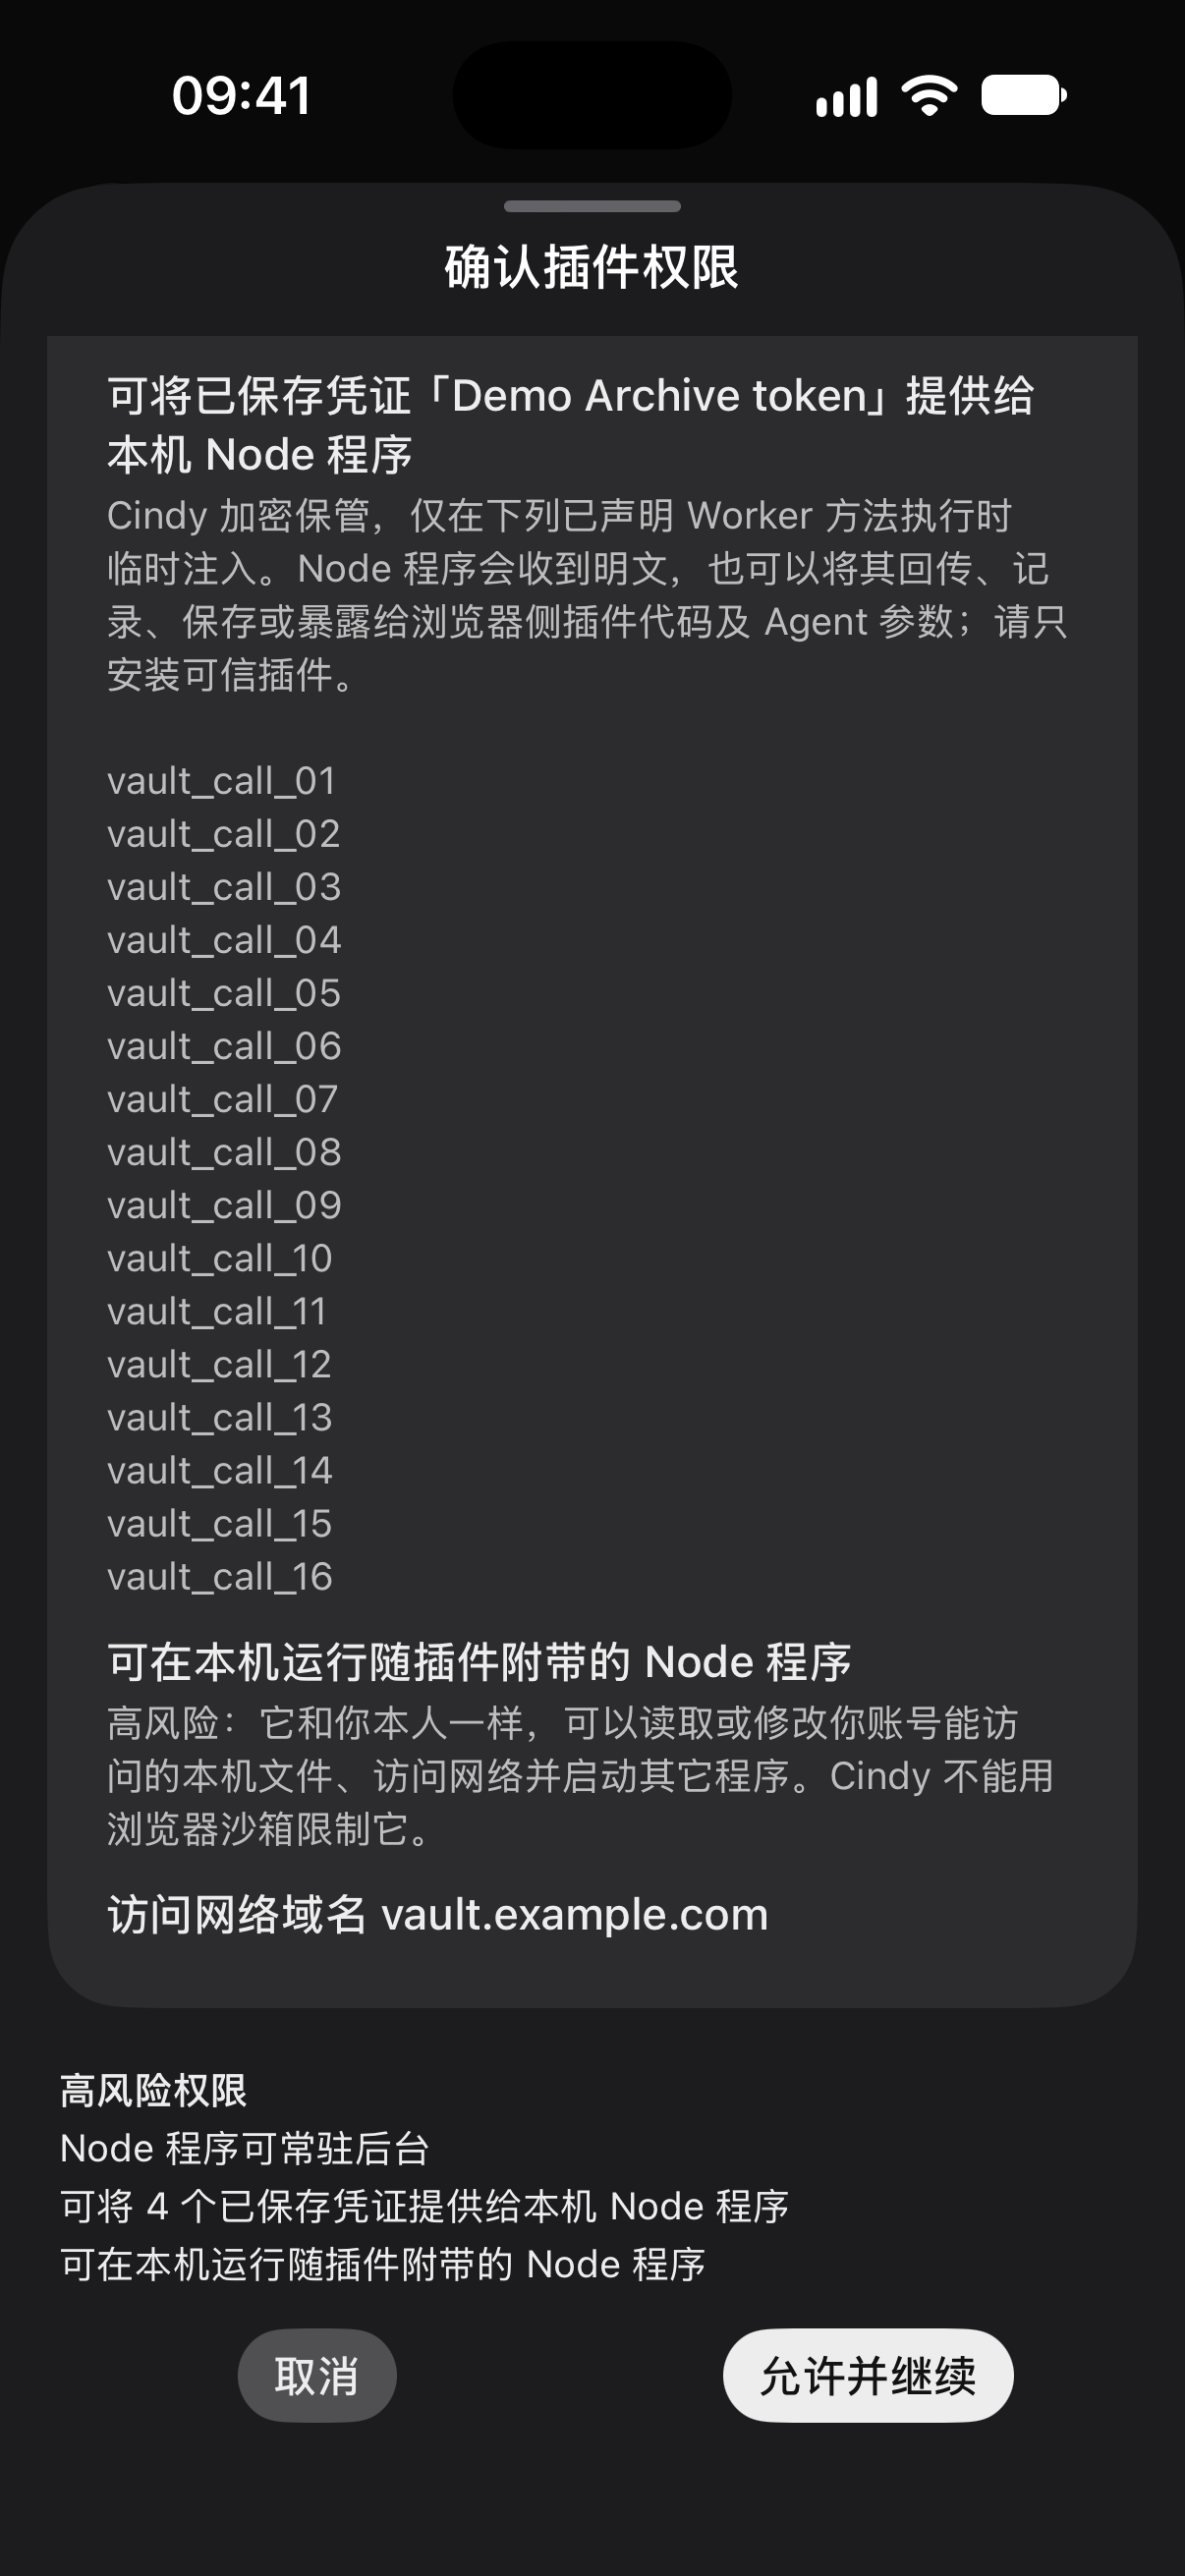 09:41
确认插件权限
可将已保存凭证「Demo Archive token」提供给
本机 Node 程序
Cindy 加密保管，仅在下列已声明 Worker 方法执行时
临时注入。Node 程序会收到明文，也可以将其回传、记
录、保存或暴露给浏览器侧插件代码及 Agent 参数；请只
安装可信插件。
vault_call_01
vault_call_02
vault_call_03
vault_call_04
vault_call_05
vault_call_06
vault_call_07
vault_call_08
vault_call_09
vault_call_10
vault_call_11
vault_call_12
vault_call_13
vault_call_14
vault_call_15
vault_call_16
可在本机运行随插件附带的 Node 程序
高风险：它和你本人一样，可以读取或修改你账号能访
问的本机文件、访问网络并启动其它程序。Cindy 不能用
浏览器沙箱限制它。
访问网络域名 vault.example.com
高风险权限
Node 程序可常驻后台
可将 4 个已保存凭证提供给本机 Node 程序
可在本机运行随插件附带的 Node 程序
取消
允许并继续